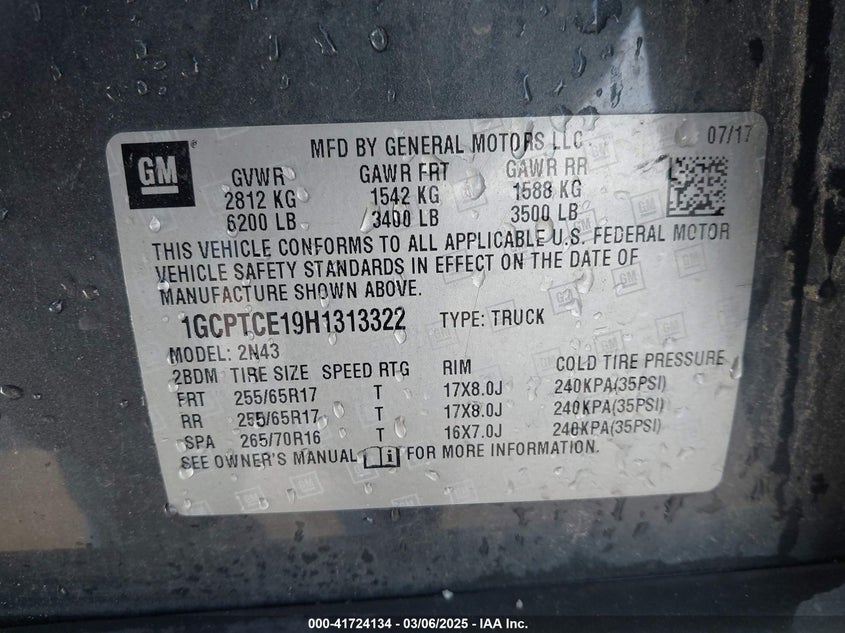 GM
MFD BY GENERAL MOTORS LLC
07/17
GVWR GAWR FRT GAWR RR
2812 KG 1542 KG 1588 KG
6200 LB 3400 LB 3500 LB
THIS VEHICLE CONFORMS TO ALL APPLICABLE U.S. FEDERAL MOTOR
VEHICLE SAFETY STANDARDS IN EFFECT ON THE DATE OF
MANUFACTURE SHOWN ABOVE.
1GCPTCE19H1313322 TYPE: TRUCK
MODEL: 2N43
2BDM TIRE SIZE SPEED RTG RIM COLD TIRE PRESSURE
FRT 255/65R17 T 17X8.0J 240KPA(35PSI)
RR 255/65R17 T 17X8.0J 240KPA(35PSI)
SPA 265/70R16 T 16X7.0J 240KPA(35PSI)
SEE OWNER'S MANUAL FOR MORE INFORMATION.
000-41724134 - 03/06/2025 - IAA Inc.